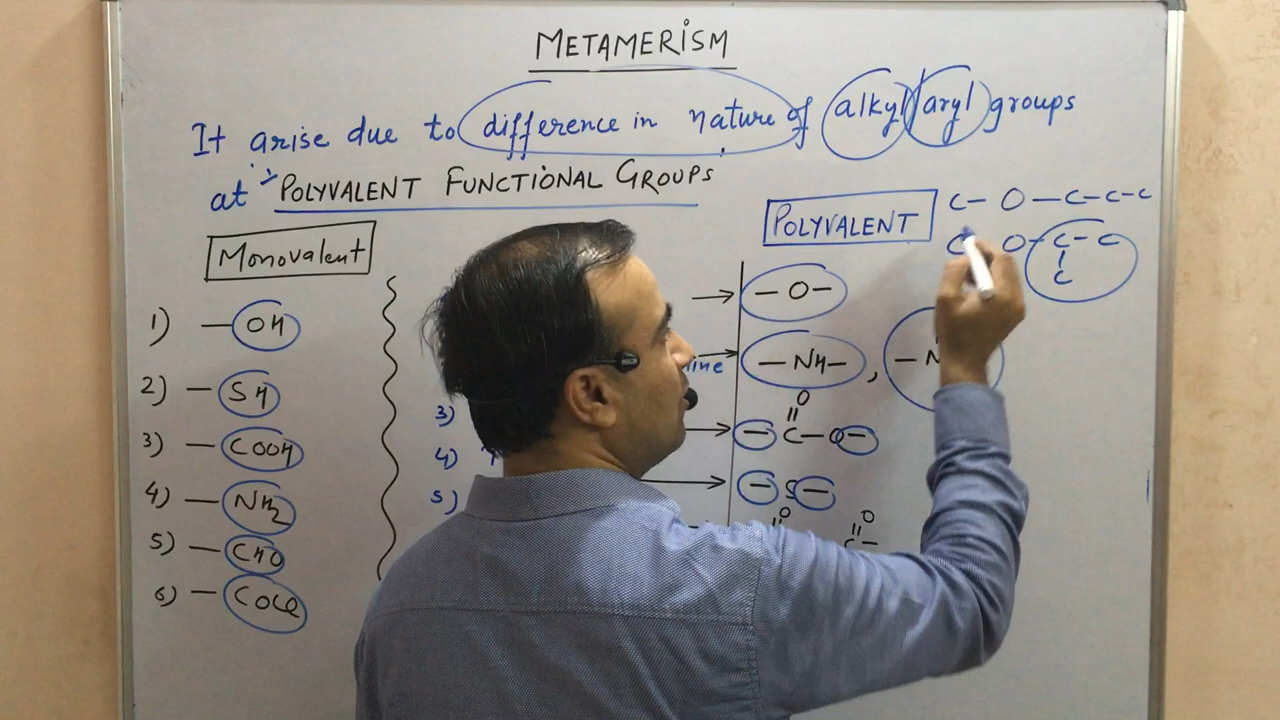 METAMERISM
It arise due to difference in nature of alkyl/aryl groups
at POLYVALENT FUNCTIONAL GROUPS
Monovalent
1) — OH
2) — SH
3) — COOH
4) — NH2
5) — CHO
6) — COCl
3)
4)
5)
POLYVALENT
C - O - C - C - C
C O - C - C
C
→ — O —
→ — NH — ,
O
→ — C — O —
→ — S —
O O